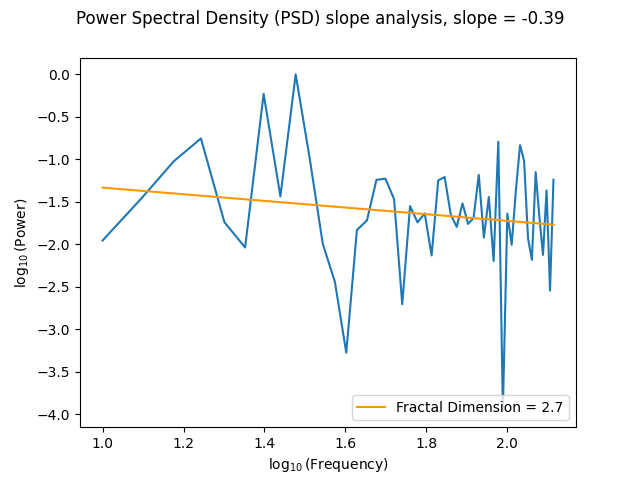 Power Spectral Density (PSD) slope analysis, slope = -0.39
0.0
−0.5
−1.0
−1.5
−2.0
−2.5
−3.0
−3.5
−4.0
log₁₀(Power)
Fractal Dimension = 2.7
1.0 1.2 1.4 1.6 1.8 2.0
log₁₀(Frequency)